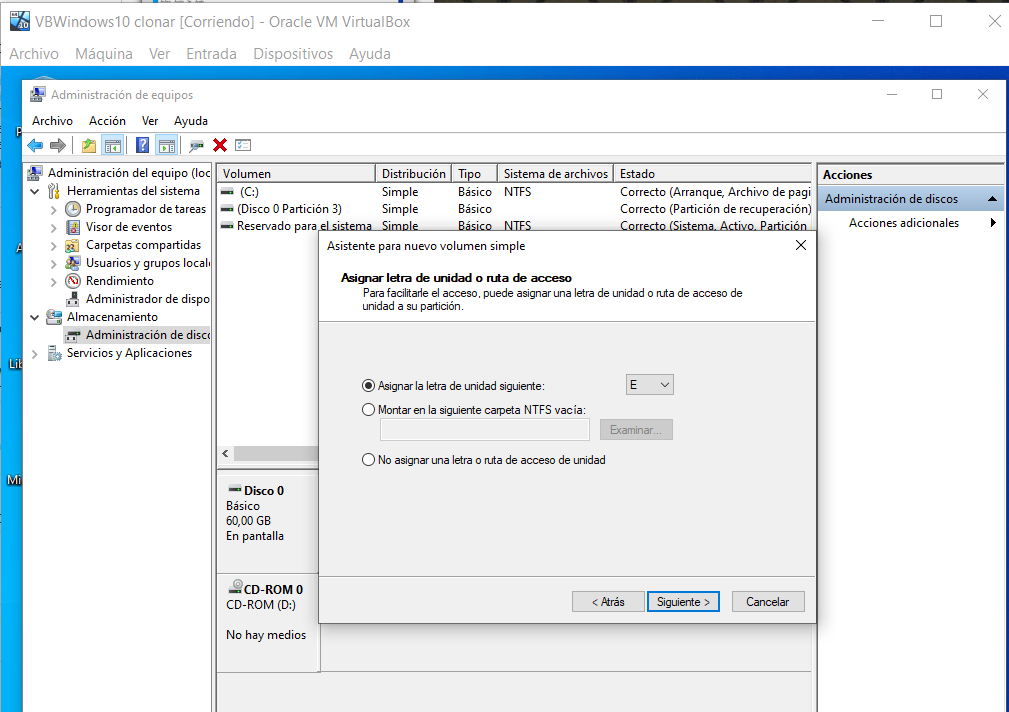 VBWindows10 clonar [Corriendo] - Oracle VM VirtualBox
Archivo Máquina Ver Entrada Dispositivos Ayuda
Administración de equipos
Archivo Acción Ver Ayuda
Administración del equipo (loc
Herramientas del sistema
Programador de tareas
Visor de eventos
Carpetas compartidas
Usuarios y grupos locale
Rendimiento
Administrador de dispo
Almacenamiento
Administración de disco
Servicios y Aplicaciones
Volumen Distribución Tipo Sistema de archivos Estado
(C:) Simple Básico NTFS Correcto (Arranque, Archivo de pagi
(Disco 0 Partición 3) Simple Básico Correcto (Partición de recuperación)
Reservado para el sistema Simple Básico NTFS Correcto (Sistema, Activo, Partición
Asistente para nuevo volumen simple
Asignar letra de unidad o ruta de acceso
Para facilitarle el acceso, puede asignar una letra de unidad o ruta de acceso de
unidad a su partición.
Asignar la letra de unidad siguiente: E
Montar en la siguiente carpeta NTFS vacía:
Examinar...
No asignar una letra o ruta de acceso de unidad
< Atrás Siguiente > Cancelar
Disco 0
Básico
60,00 GB
En pantalla
CD-ROM 0
CD-ROM (D:)
No hay medios
Acciones
Administración de discos
Acciones adicionales
Lib
Mi